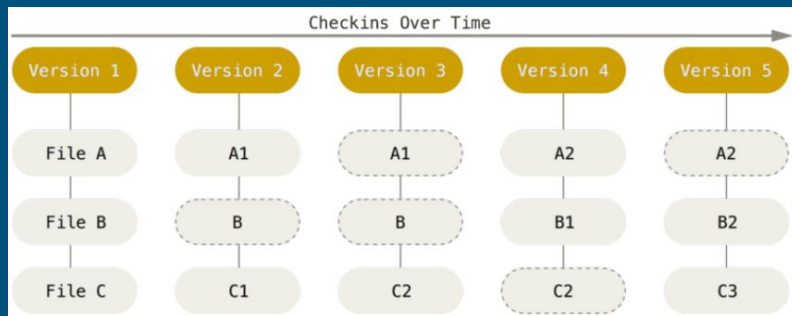 Checkins Over Time
Version 1 Version 2 Version 3 Version 4 Version 5
File A A1 A1 A2 A2
File B B B B1 B2
File C C1 C2 C2 C3